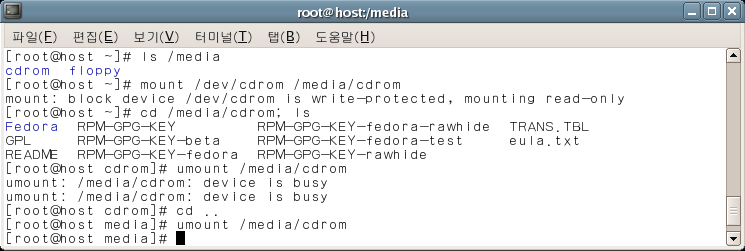 root@host:/media
파일(F) 편집(E) 보기(V) 터미널(T) 탭(B) 도움말(H)
[root@host ~]# ls /media
cdrom floppy
[root@host ~]# mount /dev/cdrom /media/cdrom
mount: block device /dev/cdrom is write-protected, mounting read-only
[root@host ~]# cd /media/cdrom; ls
Fedora RPM-GPG-KEY RPM-GPG-KEY-fedora-rawhide TRANS.TBL
GPL RPM-GPG-KEY-beta RPM-GPG-KEY-fedora-test eula.txt
README RPM-GPG-KEY-fedora RPM-GPG-KEY-rawhide
[root@host cdrom]# umount /media/cdrom
umount: /media/cdrom: device is busy
umount: /media/cdrom: device is busy
[root@host cdrom]# cd ..
[root@host media]# umount /media/cdrom
[root@host media]#